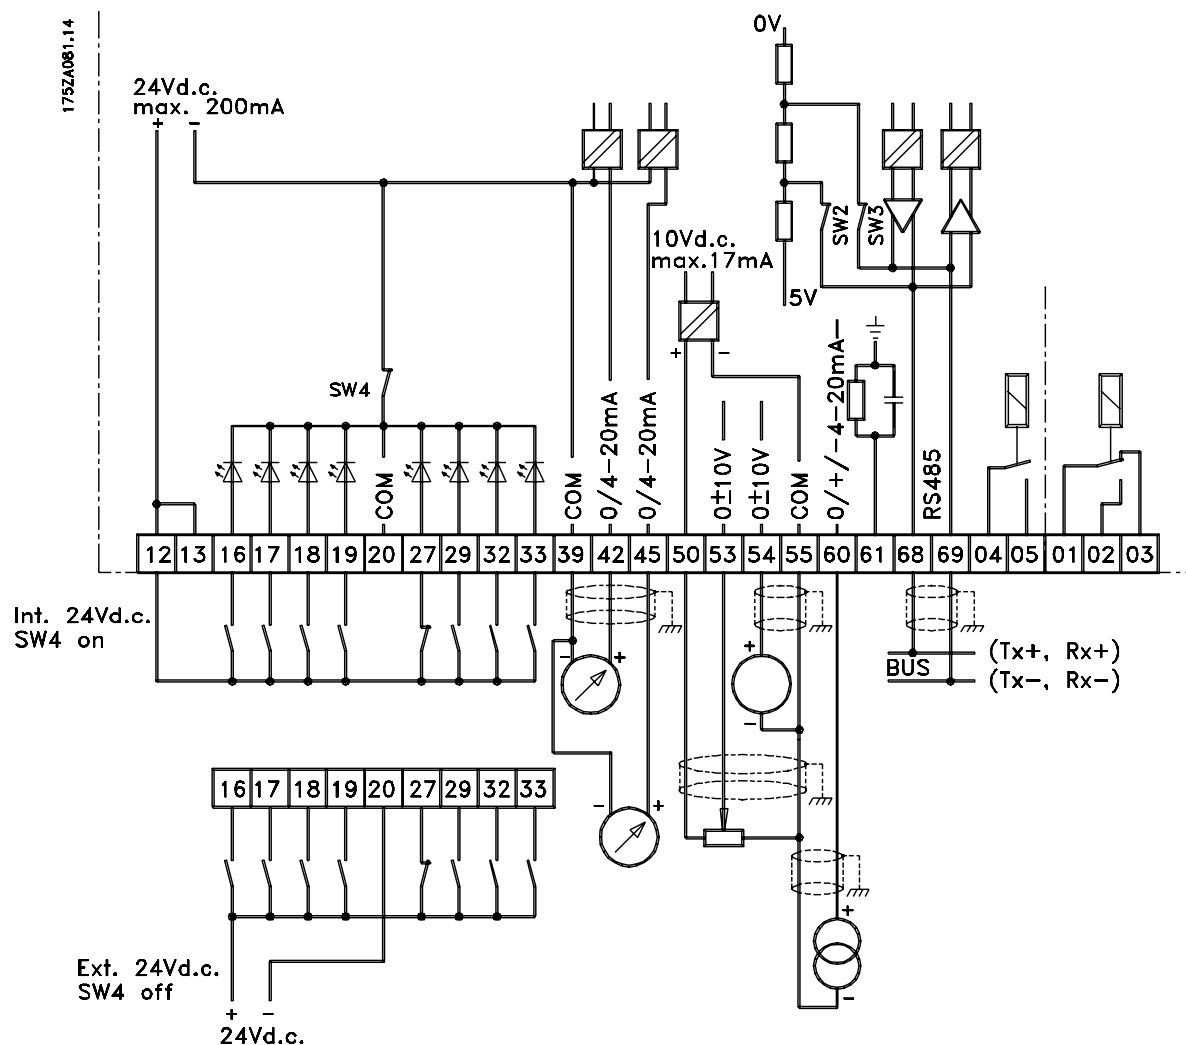 175ZA081.14
24Vd.c.
max. 200mA
+ -
0V
SW2
SW3
10Vd.c.
max.17mA
5V
+ -
SW4
COM
COM
0/4-20mA
0/4-20mA
0±10V
0±10V
COM
0/+/-4-20mA
RS485
12 13 16 17 18 19 20 27 29 32 33 39 42 45 50 53 54 55 60 61 68 69 04 05 01 02 03
Int. 24Vd.c.
SW4 on
- +
+
-
BUS
(Tx+, Rx+)
(Tx-, Rx-)
16 17 18 19 20 27 29 32 33
- +
+
-
Ext. 24Vd.c.
SW4 off
+ -
24Vd.c.